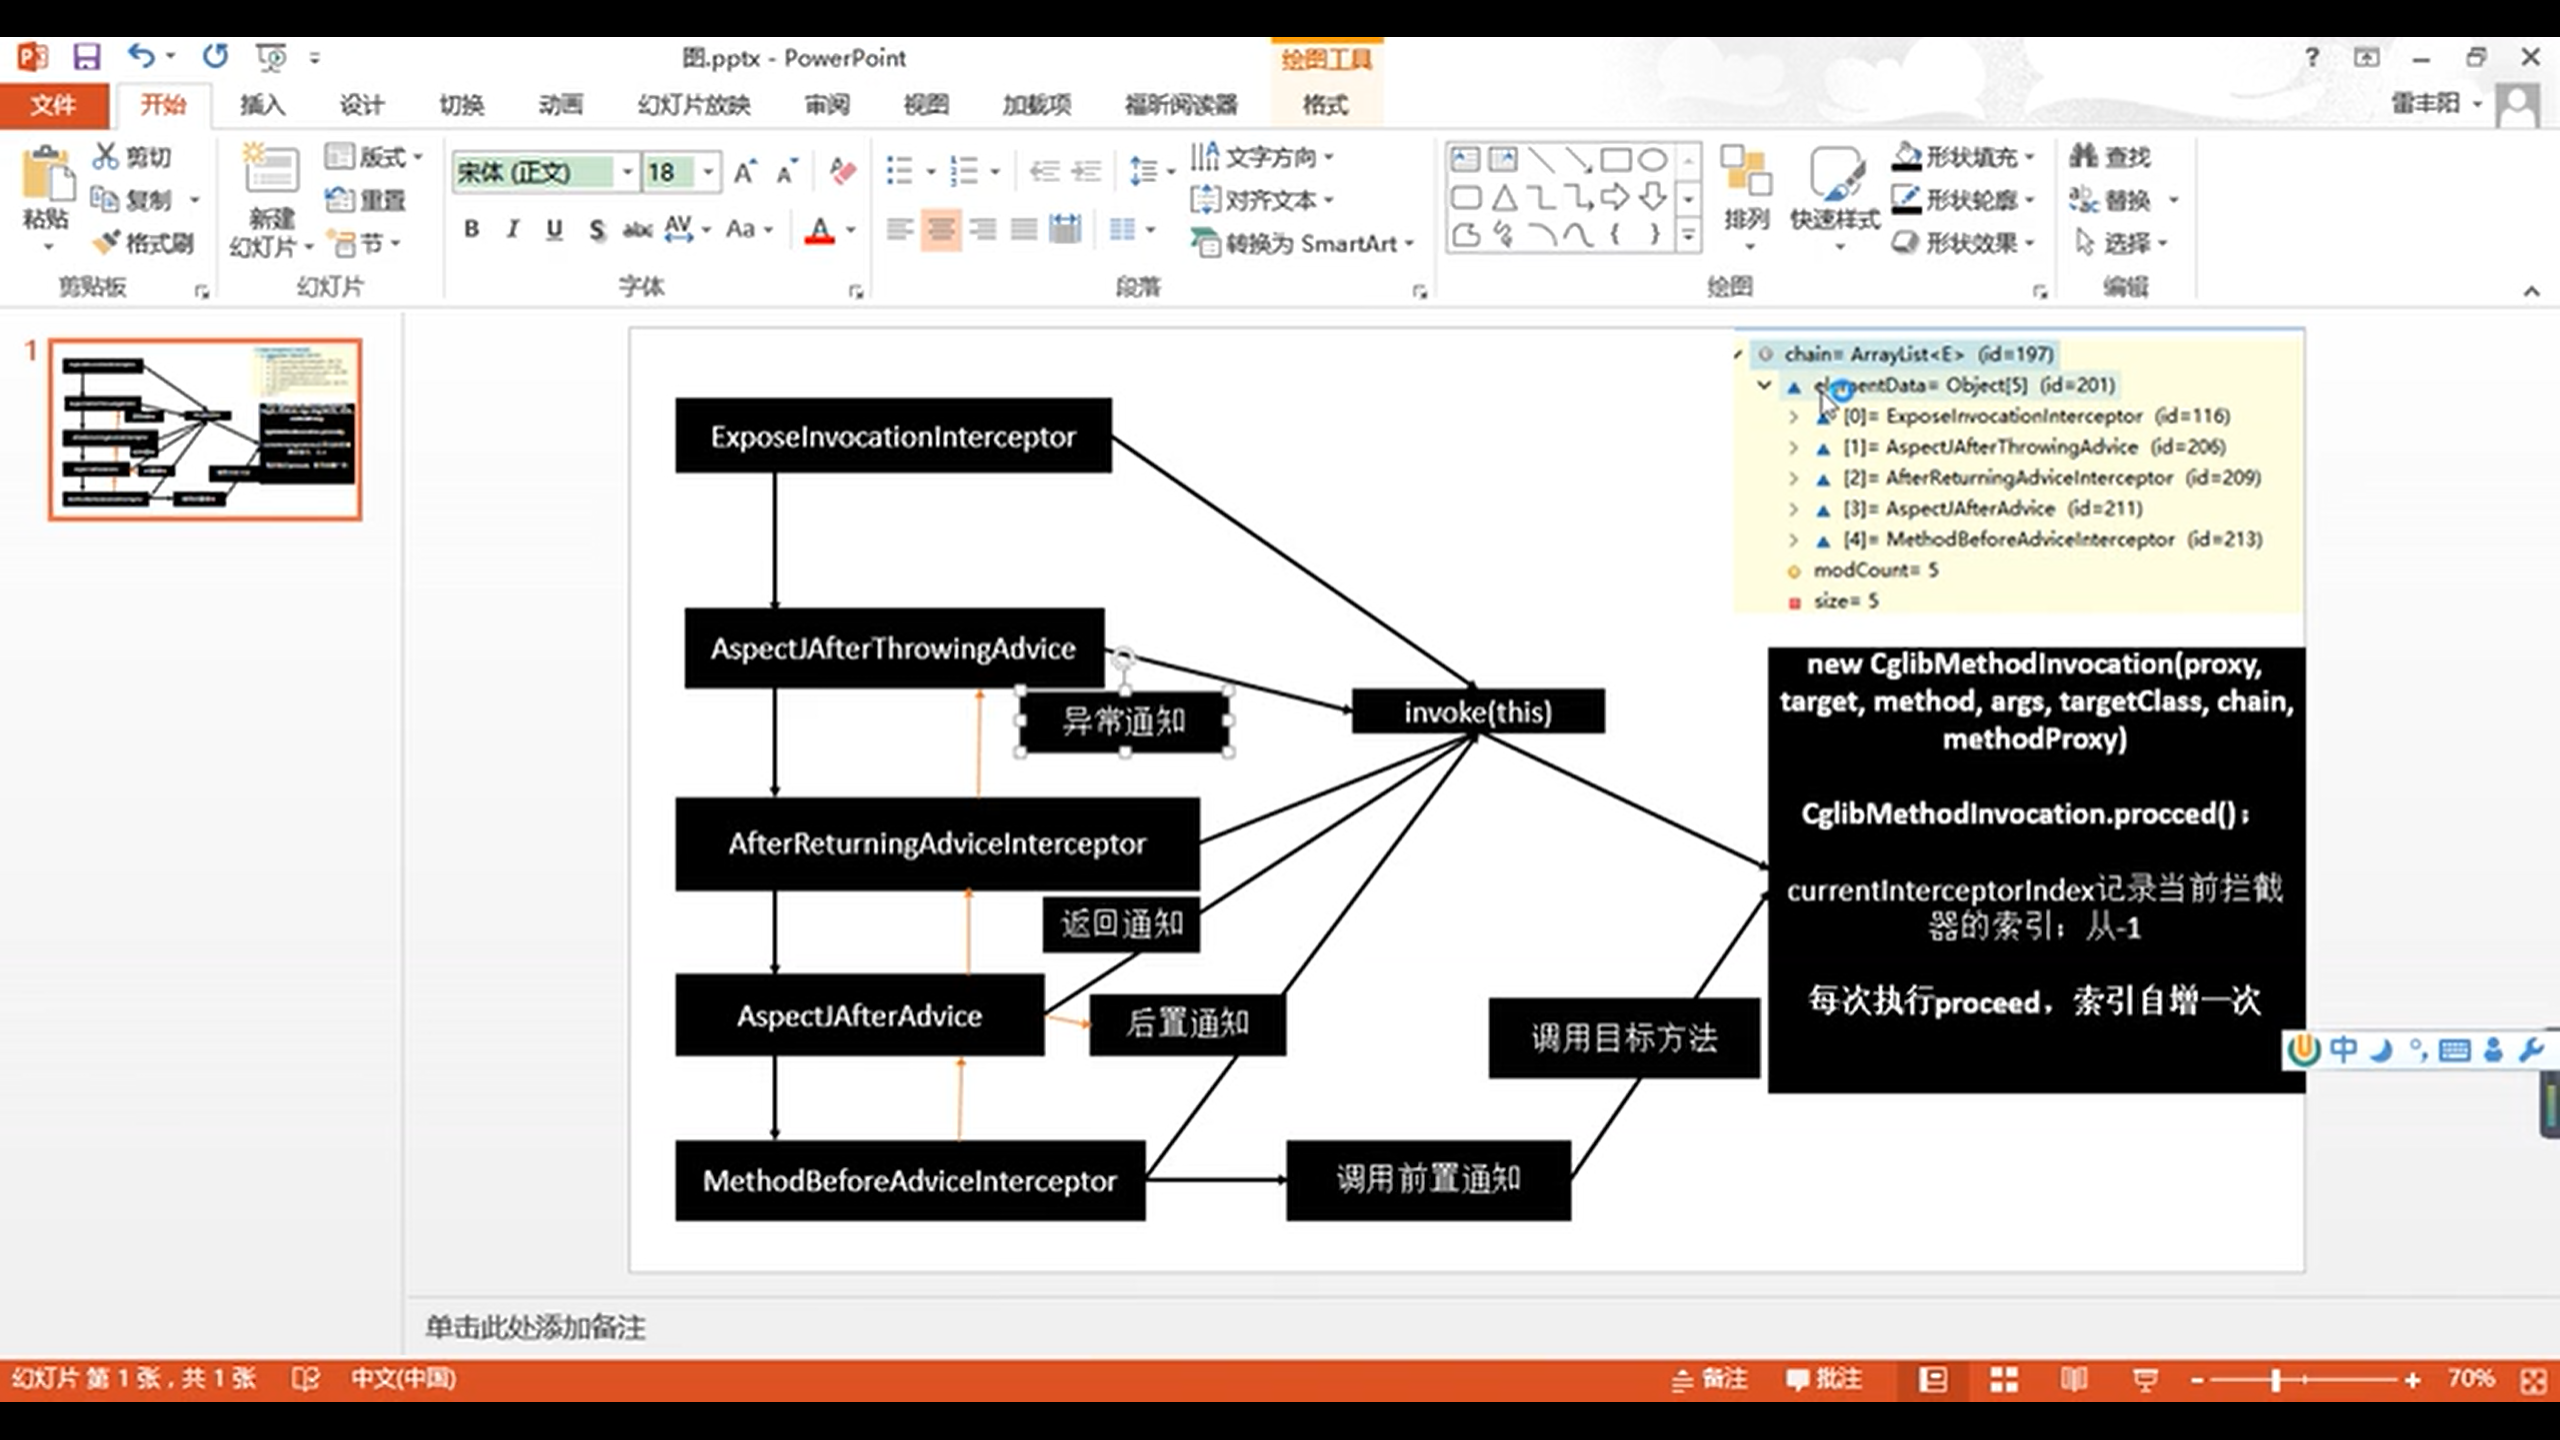 图.pptx - PowerPoint
绘图工具
文件
开始
插入
设计
切换
动画
幻灯片放映
审阅
视图
加载项
福昕阅读器
格式
雷丰阳
粘贴
剪切
复制
格式刷
剪贴板
新建
幻灯片
版式
重置
节
幻灯片
宋体 (正文)
18
B I U S abc AV Aa A
字体
文字方向
对齐文本
转换为 SmartArt
段落
排列
快速样式
形状填充
形状轮廓
形状效果
绘图
查找
替换
选择
编辑
1
chain= ArrayList<E> (id=197)
elementData= Object[5] (id=201)
[0]= ExposeInvocationInterceptor (id=116)
[1]= AspectJAfterThrowingAdvice (id=206)
[2]= AfterReturningAdviceInterceptor (id=209)
[3]= AspectJAfterAdvice (id=211)
[4]= MethodBeforeAdviceInterceptor (id=213)
modCount= 5
size= 5
ExposeInvocationInterceptor
AspectJAfterThrowingAdvice
异常通知
invoke(this)
AfterReturningAdviceInterceptor
返回通知
AspectJAfterAdvice
后置通知
调用目标方法
MethodBeforeAdviceInterceptor
调用前置通知
new CglibMethodInvocation(proxy,
target, method, args, targetClass, chain,
methodProxy)
CglibMethodInvocation.procced();
currentInterceptorIndex记录当前拦截
器的索引：从-1
每次执行proceed，索引自增一次
中
单击此处添加备注
幻灯片 第 1 张，共 1 张
中文(中国)
备注
批注
70%